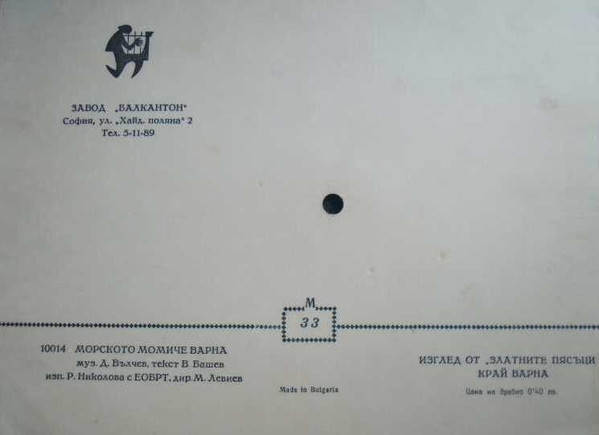 ЗАВОД „БАЛКАНТОН"
София, ул. „Хайд. поляна" 2
Тел. 5-11-89
М
33
10014 МОРСКОТО МОМИЧЕ ВАРНА
муз. Д. Вълчев, текст В. Башев
изп. Р. Николова с ЕОБРТ, дир. М. Левиев
Made in Bulgaria
ИЗГЛЕД ОТ „ЗЛАТНИТЕ ПЯСЪЦИ
КРАЙ ВАРНА
Цена на дребно 0'40 лв.